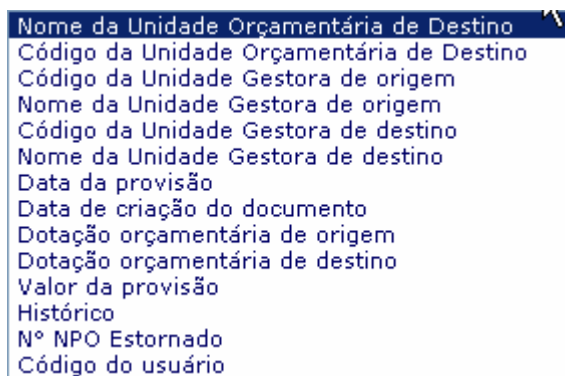 Nome da Unidade Orçamentária de Destino
Código da Unidade Orçamentária de Destino
Código da Unidade Gestora de origem
Nome da Unidade Gestora de origem
Código da Unidade Gestora de destino
Nome da Unidade Gestora de destino
Data da provisão
Data de criação do documento
Dotação orçamentária de origem
Dotação orçamentária de destino
Valor da provisão
Histórico
Nº NPO Estornado
Código do usuário